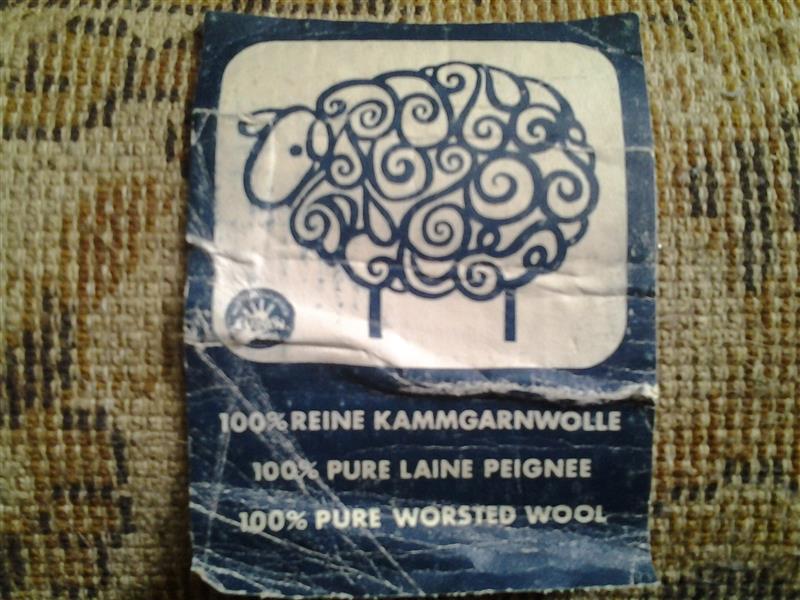 100% REINE KAMMGARNWOLLE
100% PURE LAINE PEIGNEE
100% PURE WORSTED WOOL